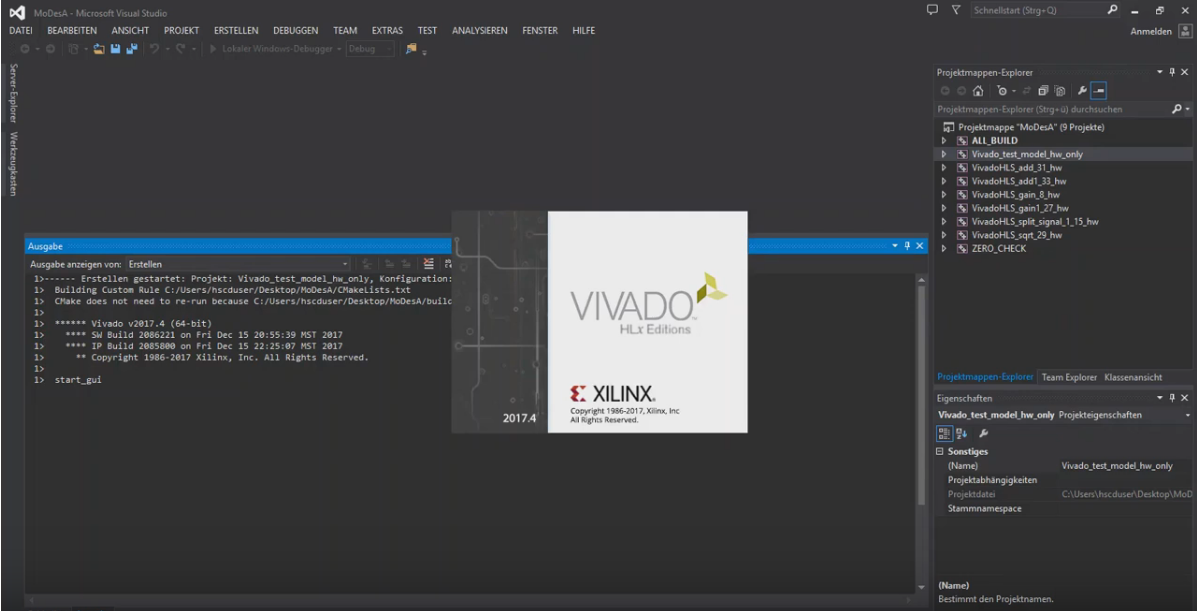 MoDesA - Microsoft Visual Studio
Schnellstart (Strg+Q)
DATEI BEARBEITEN ANSICHT PROJEKT ERSTELLEN DEBUGGEN TEAM EXTRAS TEST ANALYSIEREN FENSTER HILFE
Anmelden
Lokaler Windows-Debugger Debug
Server-Explorer
Werkzeugkasten
Ausgabe
Ausgabe anzeigen von: Erstellen
1>------ Erstellen gestartet: Projekt: Vivado_test_model_hw_only, Konfiguration:
1> Building Custom Rule C:/Users/hscduser/Desktop/MoDesA/CMakeLists.txt
1> CMake does not need to re-run because C:/Users/hscduser/Desktop/MoDesA/build
1>
1> ****** Vivado v2017.4 (64-bit)
1> **** SW Build 2086221 on Fri Dec 15 20:55:39 MST 2017
1> **** IP Build 2085800 on Fri Dec 15 22:25:07 MST 2017
1> ** Copyright 1986-2017 Xilinx, Inc. All Rights Reserved.
1>
1> start_gui
VIVADO™
HLx Editions
XILINX®
Copyright 1986-2017, Xilinx, Inc
All Rights Reserved.
2017.4
Projektmappen-Explorer
Projektmappen-Explorer (Strg+ü) durchsuchen
Projektmappe "MoDesA" (9 Projekte)
ALL_BUILD
Vivado_test_model_hw_only
VivadoHLS_add_31_hw
VivadoHLS_add1_33_hw
VivadoHLS_gain_8_hw
VivadoHLS_gain1_27_hw
VivadoHLS_split_signal_1_15_hw
VivadoHLS_sqrt_29_hw
ZERO_CHECK
Projektmappen-Explorer Team Explorer Klassenansicht
Eigenschaften
Vivado_test_model_hw_only Projekteigenschaften
Sonstiges
(Name) Vivado_test_model_hw_only
Projektabhängigkeiten
Projektdatei C:\Users\hscduser\Desktop\MoD
Stammnamespace
(Name)
Bestimmt den Projektnamen.